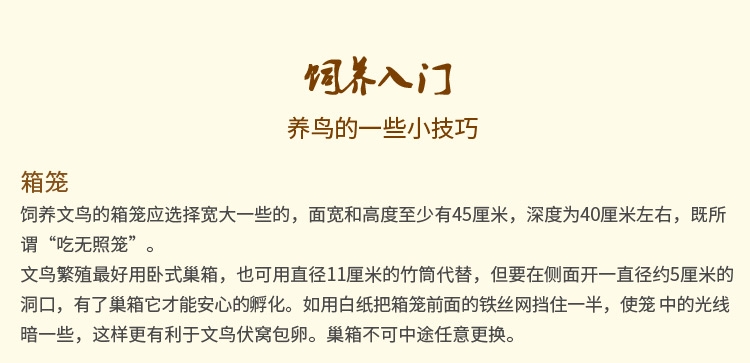 饲养入门
养鸟的一些小技巧
箱笼
饲养文鸟的箱笼应选择宽大一些的，面宽和高度至少有45厘米，深度为40厘米左右，既所
谓“吃无照笼”。
文鸟繁殖最好用卧式巢箱，也可用直径11厘米的竹筒代替，但要在侧面开一直径约5厘米的
洞口，有了巢箱它才能安心的孵化。如用白纸把箱笼前面的铁丝网挡住一半，使笼 中的光线
暗一些，这样更有利于文鸟伏窝包卵。巢箱不可中途任意更换。